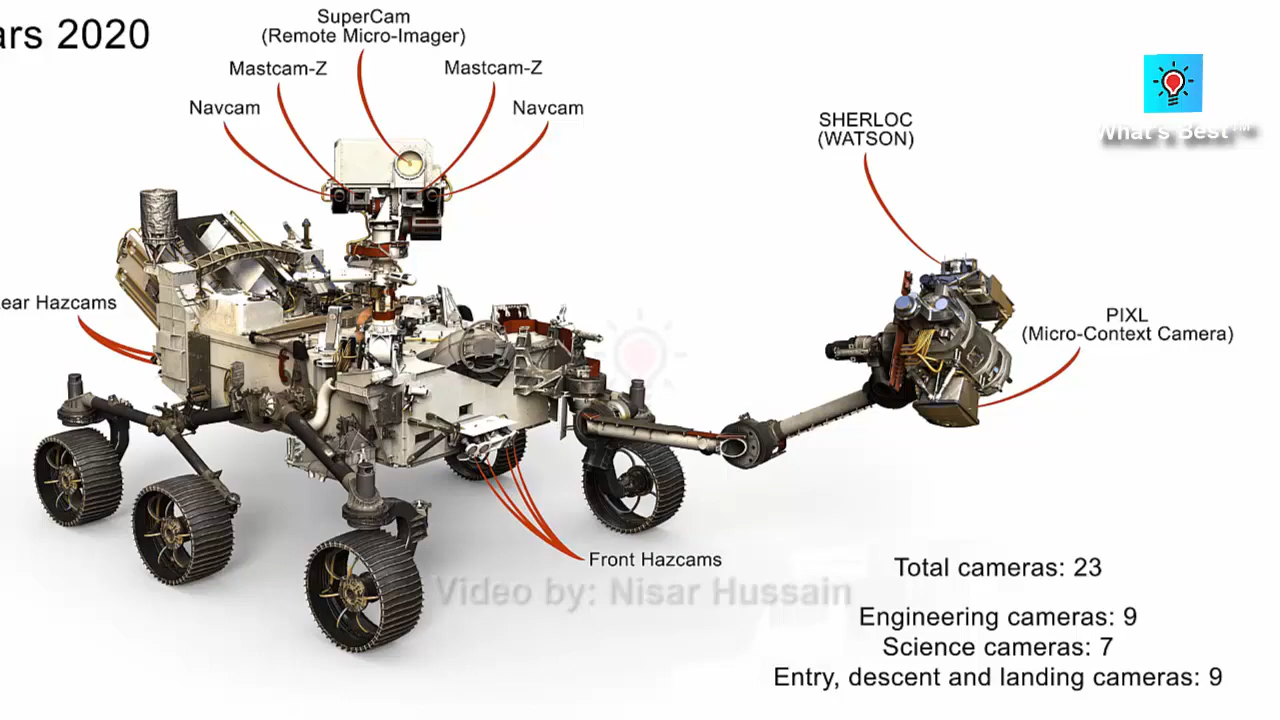 ars 2020
SuperCam
(Remote Micro-Imager)
Mastcam-Z
Mastcam-Z
Navcam
Navcam
What's Best™
SHERLOC
(WATSON)
ear Hazcams
PIXL
(Micro-Context Camera)
Front Hazcams
Video by: Nisar Hussain
Total cameras: 23
Engineering cameras: 9
Science cameras: 7
Entry, descent and landing cameras: 9